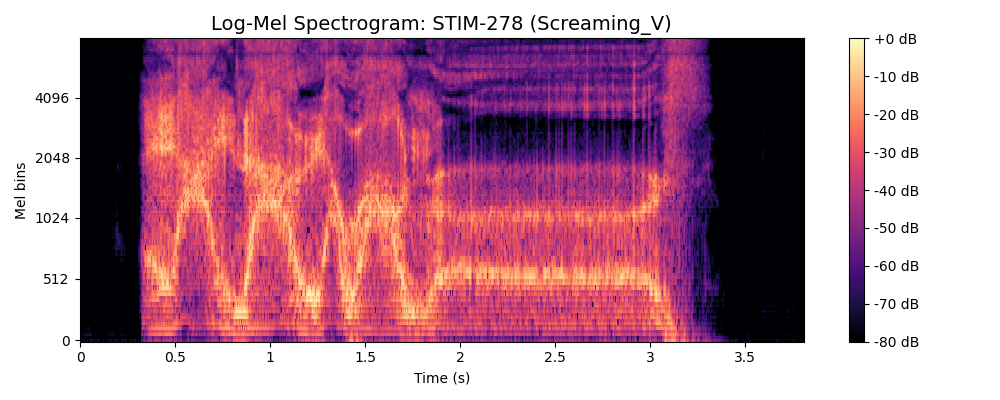 Log-Mel Spectrogram: STIM-278 (Screaming_V)
Mel bins
4096
2048
1024
512
0
0
0.5
1
1.5
2
2.5
3
3.5
Time (s)
+0 dB
-10 dB
-20 dB
-30 dB
-40 dB
-50 dB
-60 dB
-70 dB
-80 dB